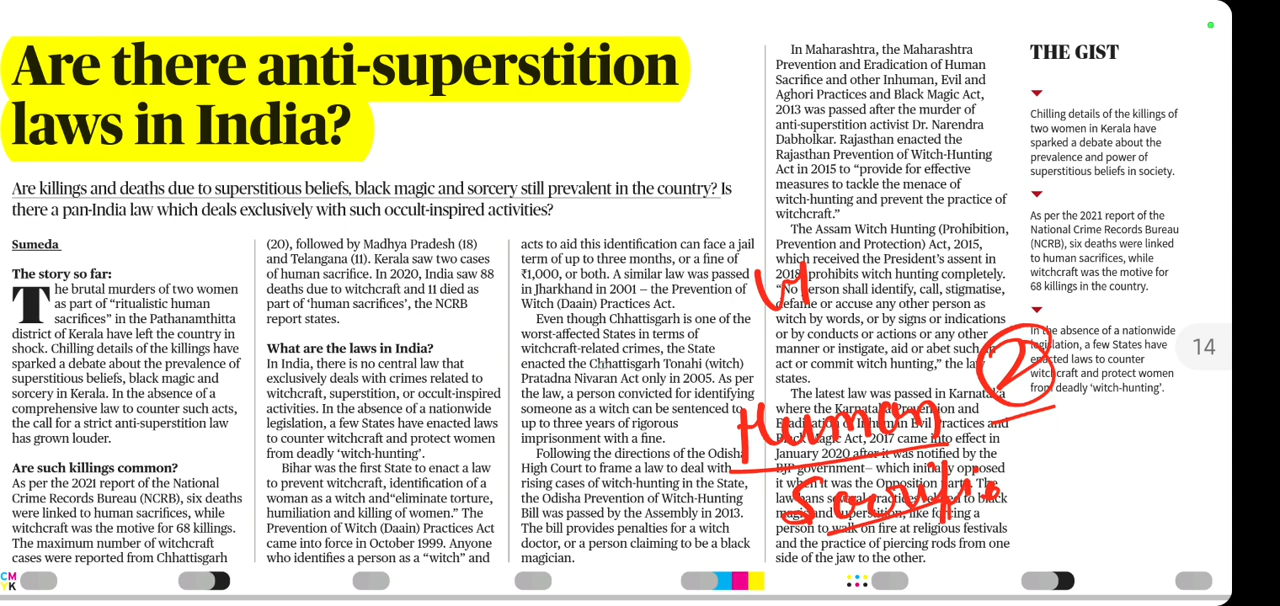 Are there anti-superstition
laws in India?
Are killings and deaths due to superstitious beliefs, black magic and sorcery still prevalent in the country? Is
there a pan-India law which deals exclusively with such occult-inspired activities?
Sumeda
The story so far:
The brutal murders of two women
as part of “ritualistic human
sacrifices” in the Pathanamthitta
district of Kerala have left the country in
shock. Chilling details of the killings have
sparked a debate about the prevalence of
superstitious beliefs, black magic and
sorcery in Kerala. In the absence of a
comprehensive law to counter such acts,
the call for a strict anti-superstition law
has grown louder.
Are such killings common?
As per the 2021 report of the National
Crime Records Bureau (NCRB), six deaths
were linked to human sacrifices, while
witchcraft was the motive for 68 killings.
The maximum number of witchcraft
cases were reported from Chhattisgarh
(20), followed by Madhya Pradesh (18)
and Telangana (11). Kerala saw two cases
of human sacrifice. In 2020, India saw 88
deaths due to witchcraft and 11 died as
part of ‘human sacrifices’, the NCRB
report states.
What are the laws in India?
In India, there is no central law that
exclusively deals with crimes related to
witchcraft, superstition, or occult-inspired
activities. In the absence of a nationwide
legislation, a few States have enacted laws
to counter witchcraft and protect women
from deadly ‘witch-hunting’.
Bihar was the first State to enact a law
to prevent witchcraft, identification of a
woman as a witch and“eliminate torture,
humiliation and killing of women.” The
Prevention of Witch (Daain) Practices Act
came into force in October 1999. Anyone
who identifies a person as a “witch” and
acts to aid this identification can face a jail
term of up to three months, or a fine of
₹1,000, or both. A similar law was passed
in Jharkhand in 2001 – the Prevention of
Witch (Daain) Practices Act.
Even though Chhattisgarh is one of the
worst-affected States in terms of
witchcraft-related crimes, the State
enacted the Chhattisgarh Tonahi (witch)
Pratadna Nivaran Act only in 2005. As per
the law, a person convicted for identifying
someone as a witch can be sentenced to
up to three years of rigorous
imprisonment with a fine.
Following the directions of the Odisha
High Court to frame a law to deal with
rising cases of witch-hunting in the State,
the Odisha Prevention of Witch-Hunting
Bill was passed by the Assembly in 2013.
The bill provides penalties for a witch
doctor, or a person claiming to be a black
magician.
In Maharashtra, the Maharashtra
Prevention and Eradication of Human
Sacrifice and other Inhuman, Evil and
Aghori Practices and Black Magic Act,
2013 was passed after the murder of
anti-superstition activist Dr. Narendra
Dabholkar. Rajasthan enacted the
Rajasthan Prevention of Witch-Hunting
Act in 2015 to “provide for effective
measures to tackle the menace of
witch-hunting and prevent the practice of
witchcraft.”
The Assam Witch Hunting (Prohibition,
Prevention and Protection) Act, 2015,
which received the President’s assent in
2018 prohibits witch hunting completely.
“No person shall identify, call, stigmatise,
defame or accuse any other person as
witch by words, or by signs or indications
or by conducts or actions or any other
manner or instigate, aid or abet such
act or commit witch hunting,” the law
states.
The latest law was passed in Karnataka
where the Karnataka Prevention and
Eradication of Inhuman Evil Practices and
Black Magic Act, 2017 came into effect in
January 2020 after it was notified by the
BJP government– which initially opposed
it when it was the Opposition party. The
law bans several practices related to black
magic and superstition, like forcing a
person to walk on fire at religious festivals
and the practice of piercing rods from one
side of the jaw to the other.
Human
2
THE GIST
Chilling details of the killings of
two women in Kerala have
sparked a debate about the
prevalence and power of
superstitious beliefs in society.
As per the 2021 report of the
National Crime Records Bureau
(NCRB), six deaths were linked
to human sacrifices, while
witchcraft was the motive for
68 killings in the country.
In the absence of a nationwide
legislation, a few States have
enacted laws to counter
witchcraft and protect women
from deadly ‘witch-hunting’.
14
CM
YK